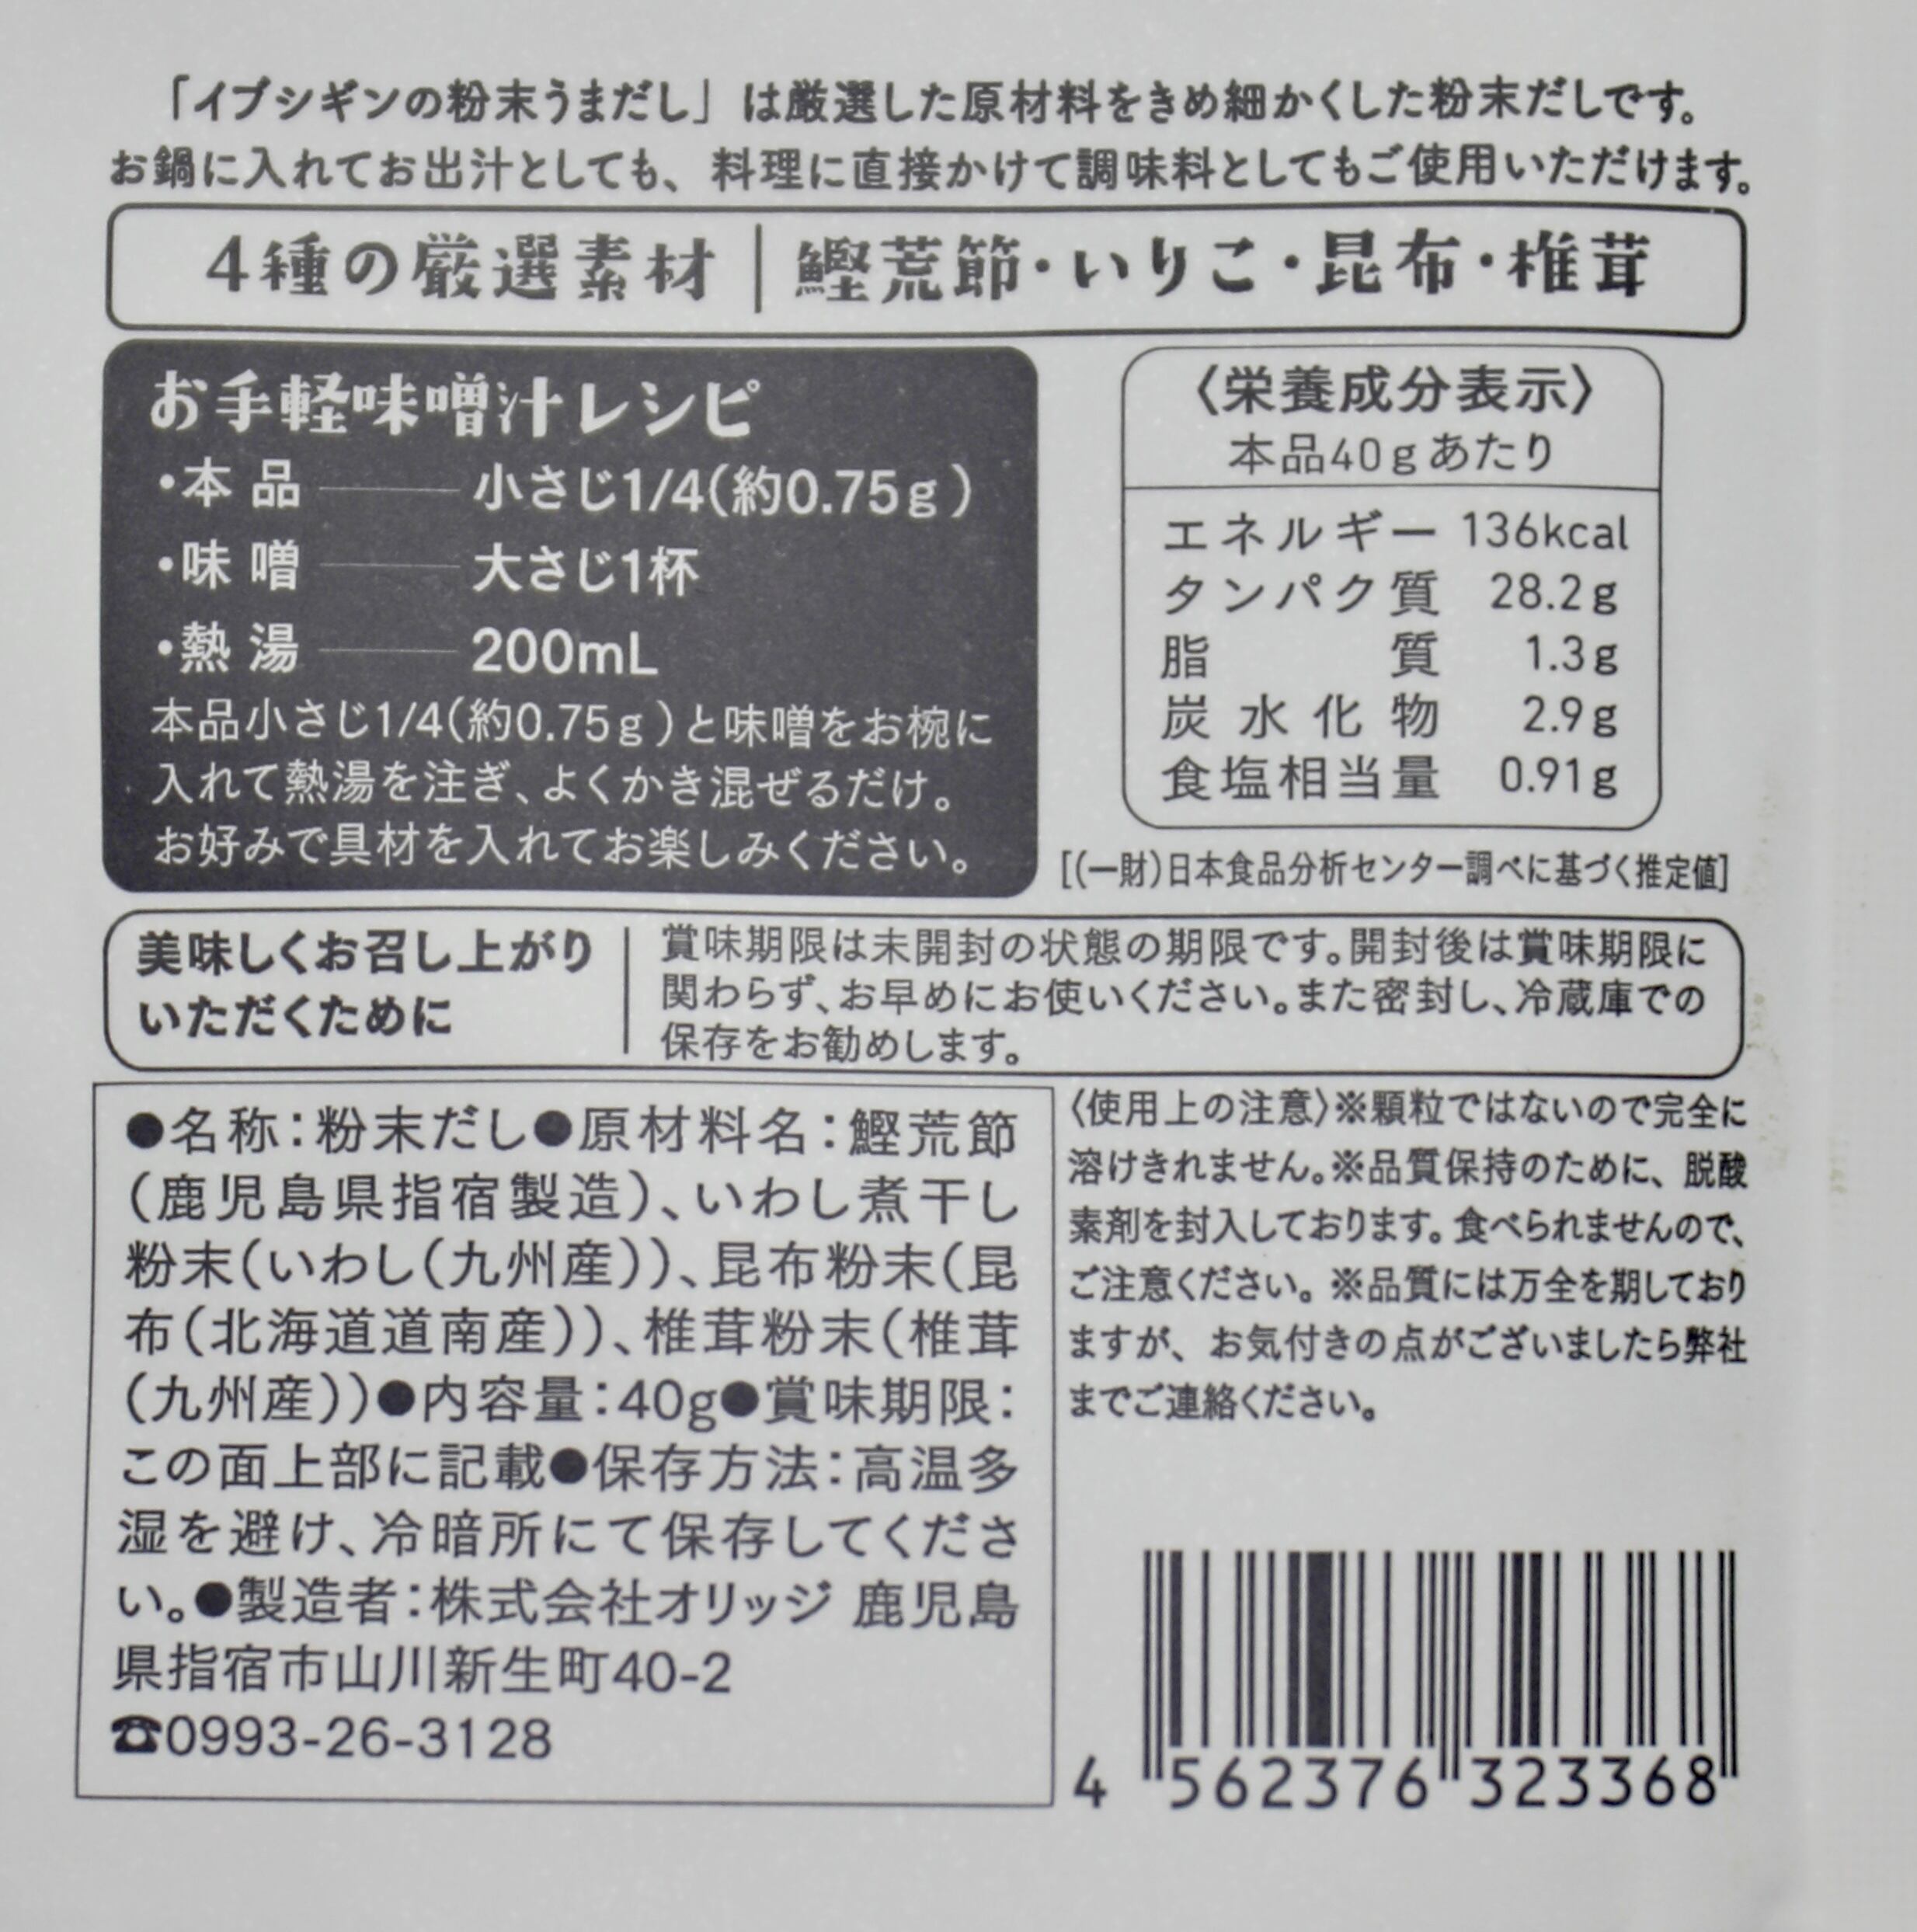 「イブシギンの粉末うまだし」は厳選した原材料をきめ細かくした粉末だしです。
お鍋に入れてお出汁としても、料理に直接かけて調味料としてもご使用いただけます。
4種の厳選素材｜鰹荒節・いりこ・昆布・椎茸
お手軽味噌汁レシピ
・本品 ―― 小さじ1/4(約0.75g)
・味噌 ―― 大さじ1杯
・熱湯 ―― 200mL
本品小さじ1/4(約0.75g)と味噌をお椀に
入れて熱湯を注ぎ、よくかき混ぜるだけ。
お好みで具材を入れてお楽しみください。
〈栄養成分表示〉
本品40gあたり
エネルギー 136kcal
タンパク質 28.2g
脂質 1.3g
炭水化物 2.9g
食塩相当量 0.91g
[(一財)日本食品分析センター調べに基づく推定値]
美味しくお召し上がり
いただくために
賞味期限は未開封の状態の期限です。開封後は賞味期限に
関わらず、お早めにお使いください。また密封し、冷蔵庫での
保存をお勧めします。
●名称：粉末だし●原材料名：鰹荒節
(鹿児島県指宿製造)、いわし煮干し
粉末(いわし(九州産))、昆布粉末(昆
布(北海道道南産))、椎茸粉末(椎茸
(九州産))●内容量：40g●賞味期限：
この面上部に記載●保存方法：高温多
湿を避け、冷暗所にて保存してくださ
い。●製造者：株式会社オリッジ 鹿児島
県指宿市山川新生町40-2
☎0993-26-3128
〈使用上の注意〉※顆粒ではないので完全に
溶けきれません。※品質保持のために、脱酸
素剤を封入しております。食べられませんので、
ご注意ください。※品質には万全を期しており
ますが、お気付きの点がございましたら弊社
までご連絡ください。
4 562376 323368